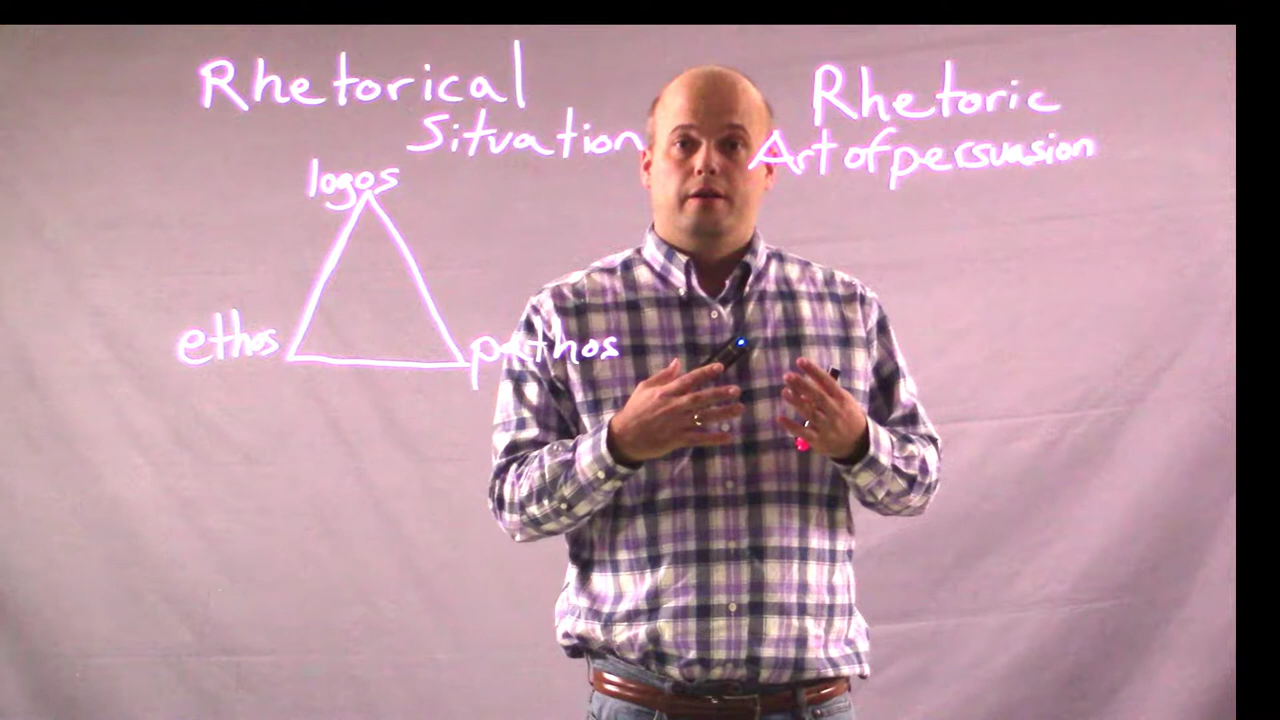 Rhetorical
Situation
logos
ethos
pathos
Rhetoric
Art of persuasion